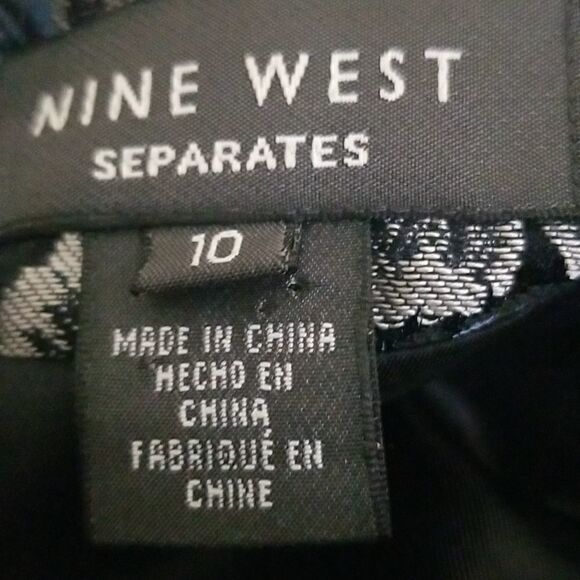 NINE WEST
SEPARATES
10
MADE IN CHINA
HECHO EN
CHINA
FABRIQUÉ EN
CHINE